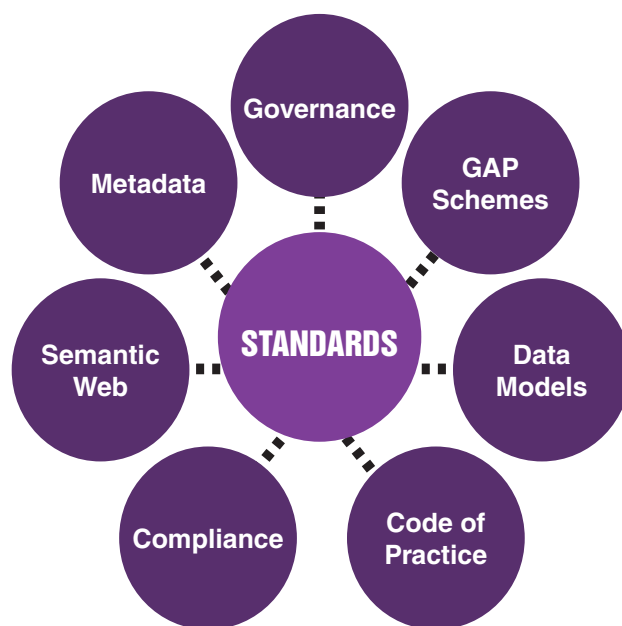 Governance
Metadata
GAP
Schemes
STANDARDS
Semantic
Web
Data
Models
Compliance
Code of
Practice